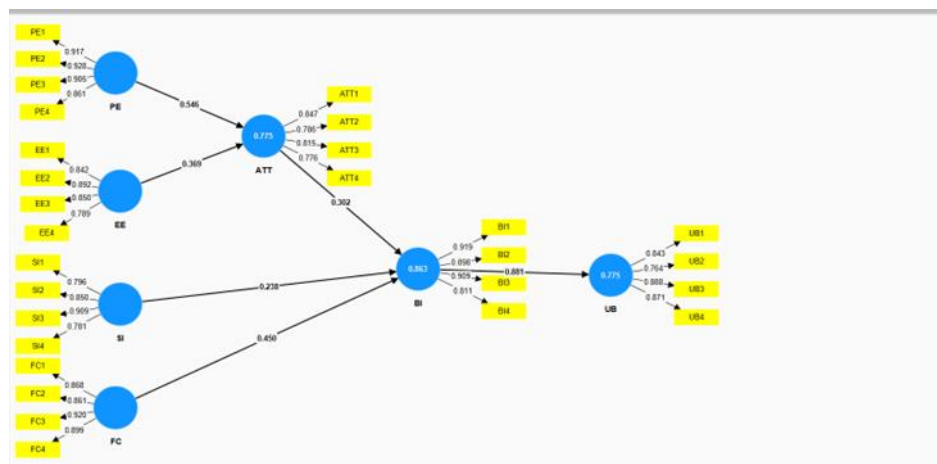 PE1
PE2
PE3
PE4
0.917
0.928
0.905
0.861
PE
0.546
EE1
EE2
EE3
EE4
0.842
0.892
0.850
0.789
EE
0.369
ATT1
ATT2
ATT3
ATT4
0.847
0.786
0.815
0.776
0.775
ATT
0.302
SI1
SI2
SI3
SI4
0.796
0.850
0.909
0.781
SI
0.238
FC1
FC2
FC3
FC4
0.868
0.861
0.920
0.899
FC
0.450
BI1
BI2
BI3
BI4
0.919
0.898
0.909
0.811
0.863
BI
0.881
UB1
UB2
UB3
UB4
0.843
0.764
0.888
0.871
0.775
UB